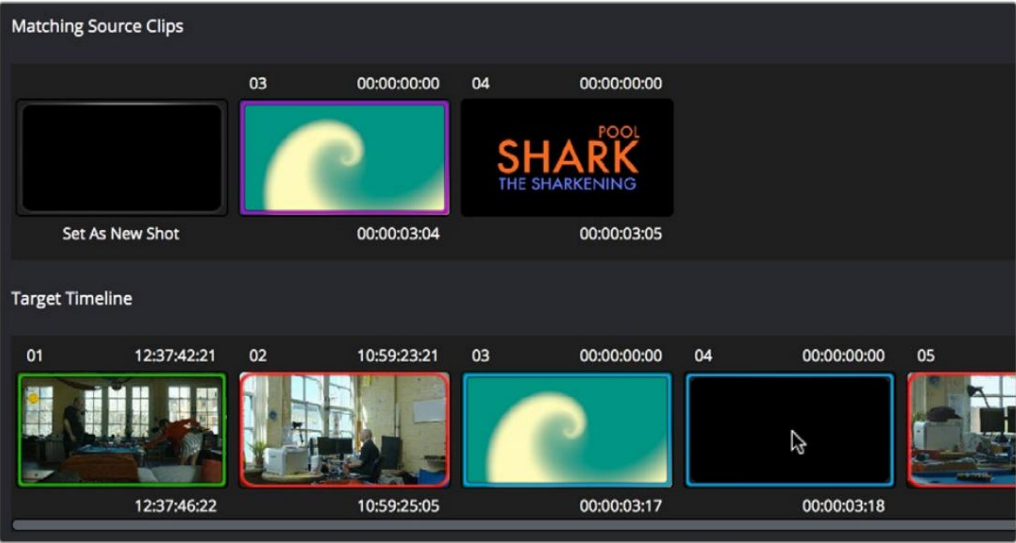 Matching Source Clips
03 00:00:00:00 04 00:00:00:00
POOL
SHARK
THE SHARKENING
Set As New Shot 00:00:03:04 00:00:03:05
Target Timeline
01 12:37:42:21 02 10:59:23:21 03 00:00:00:00 04 00:00:00:00 05
12:37:46:22 10:59:25:05 00:00:03:17 00:00:03:18